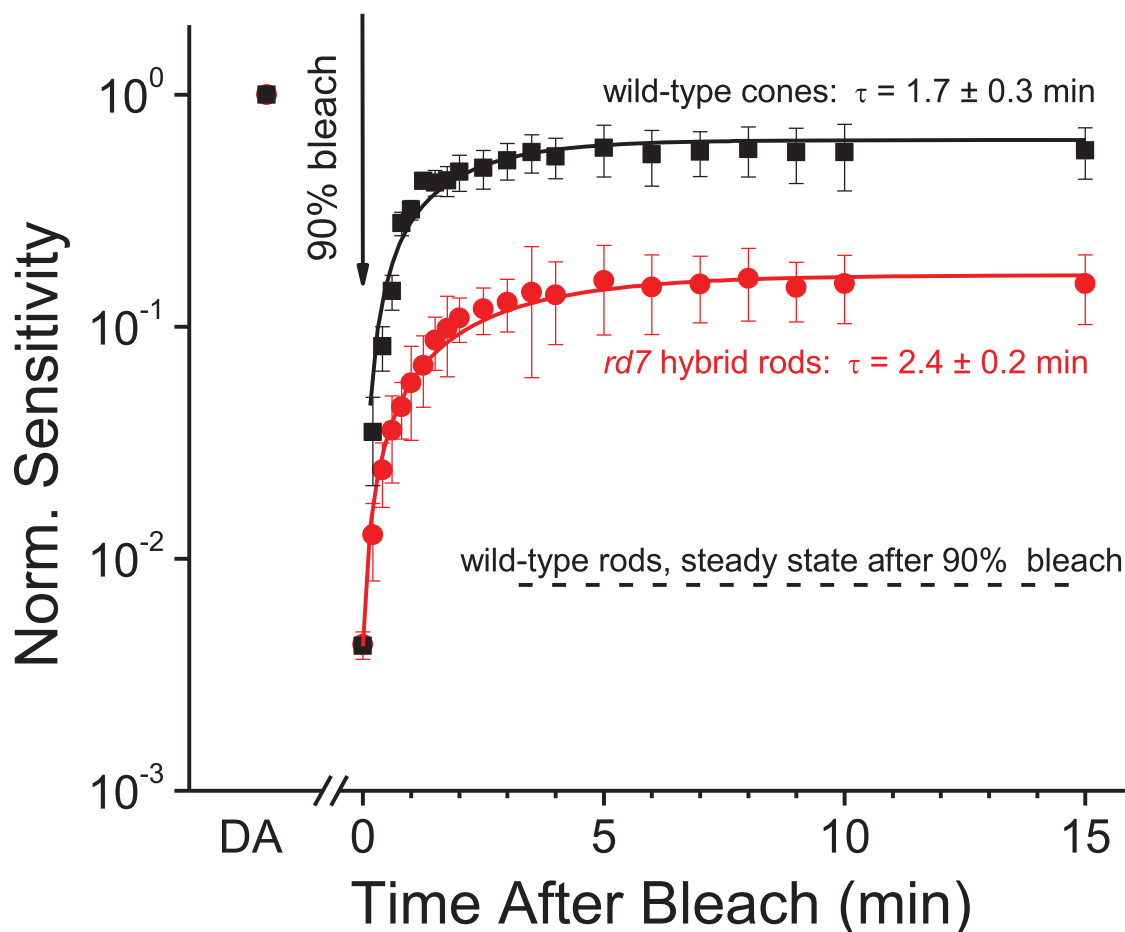 10⁰
10⁻¹
10⁻²
10⁻³
Norm. Sensitivity
90% bleach
wild-type cones: τ = 1.7 ± 0.3 min
rd7 hybrid rods: τ = 2.4 ± 0.2 min
wild-type rods, steady state after 90% bleach
DA 0 5 10 15
Time After Bleach (min)